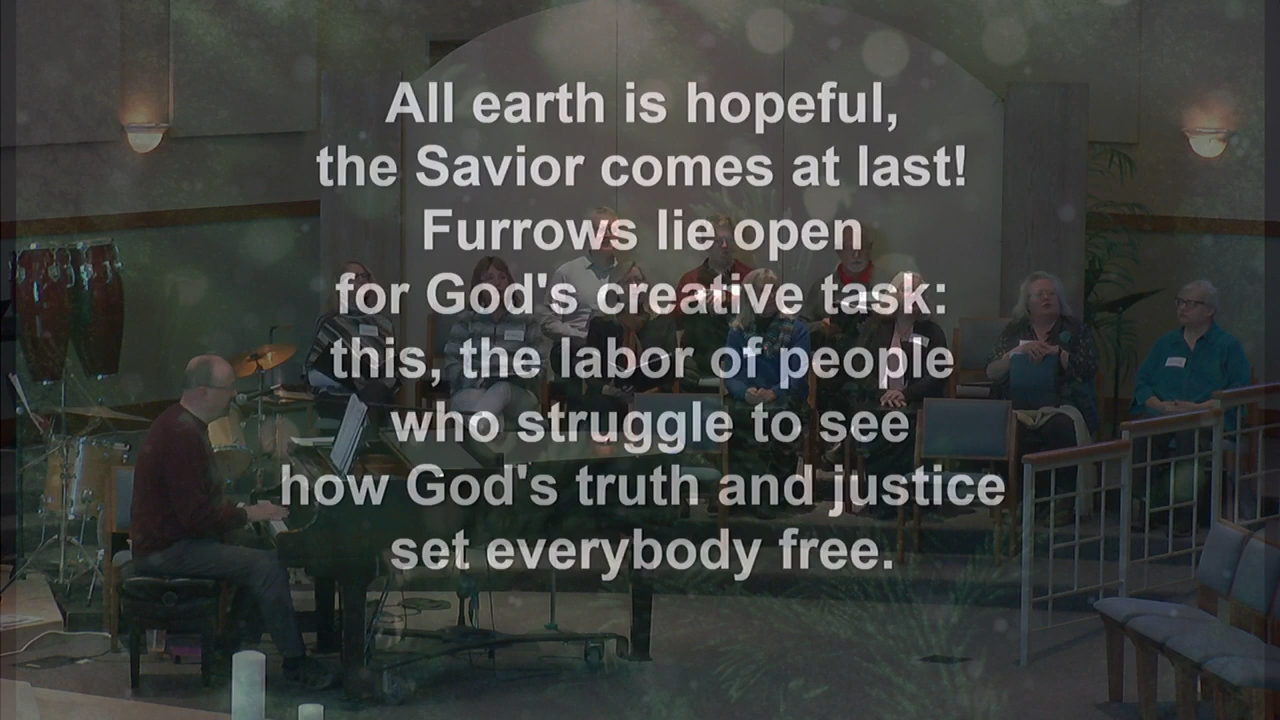 All earth is hopeful,
the Savior comes at last!
Furrows lie open
for God's creative task:
this, the labor of people
who struggle to see
how God's truth and justice
set everybody free.